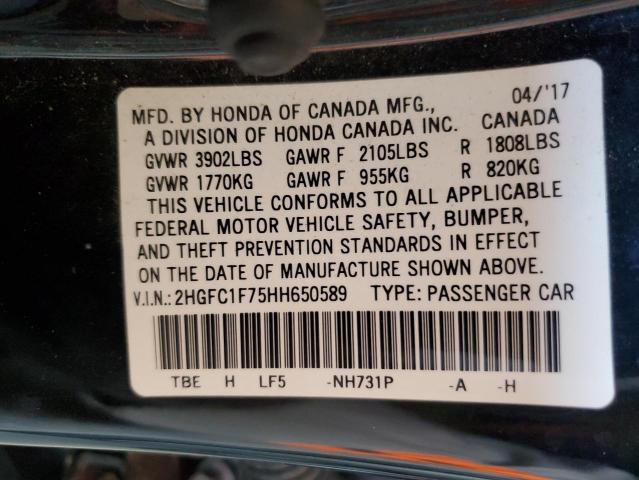 MFD. BY HONDA OF CANADA MFG., 04/'17
A DIVISION OF HONDA CANADA INC. CANADA
GVWR 3902LBS GAWR F 2105LBS R 1808LBS
GVWR 1770KG GAWR F 955KG R 820KG
THIS VEHICLE CONFORMS TO ALL APPLICABLE
FEDERAL MOTOR VEHICLE SAFETY, BUMPER,
AND THEFT PREVENTION STANDARDS IN EFFECT
ON THE DATE OF MANUFACTURE SHOWN ABOVE.
V.I.N.: 2HGFC1F75HH650589 TYPE: PASSENGER CAR
TBE H LF5 -NH731P -A -H